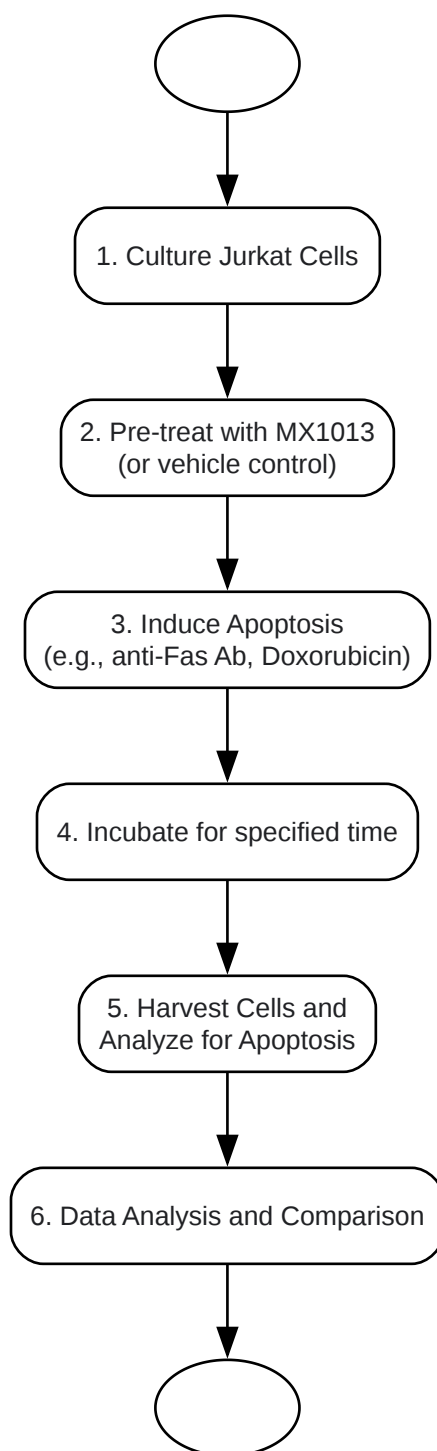 1. Culture Jurkat Cells
2. Pre-treat with MX1013
(or vehicle control)
3. Induce Apoptosis
(e.g., anti-Fas Ab, Doxorubicin)
4. Incubate for specified time
5. Harvest Cells and
Analyze for Apoptosis
6. Data Analysis and Comparison